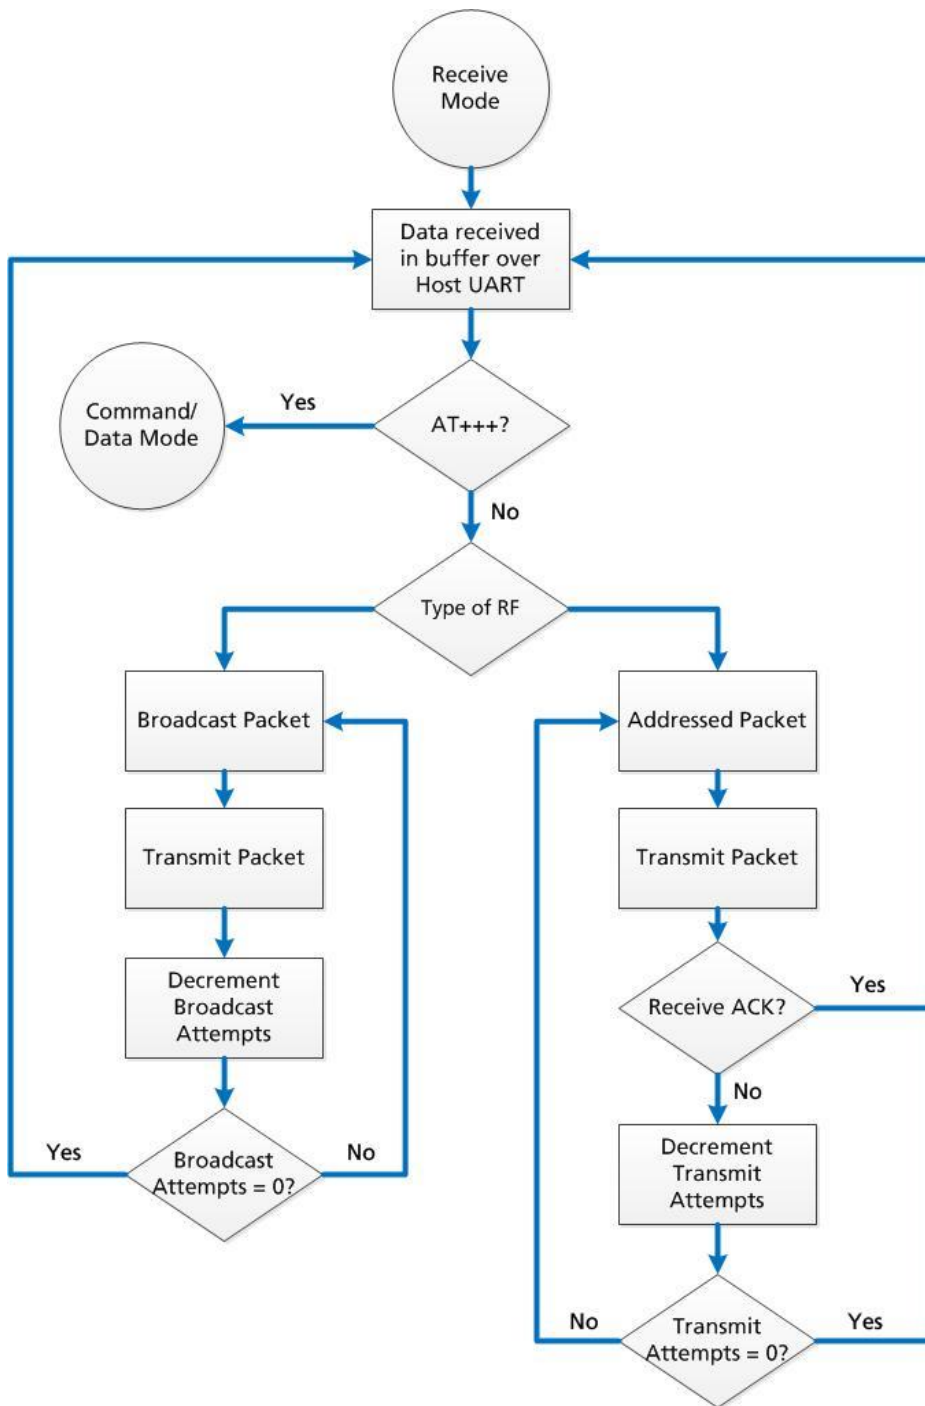 Receive
Mode
Data received
in buffer over
Host UART
Command/
Data Mode
Yes
AT+++?
No
Type of RF
Broadcast Packet
Addressed Packet
Transmit Packet
Transmit Packet
Decrement
Broadcast
Attempts
Receive ACK?
Yes
No
Yes
Broadcast
Attempts = 0?
No
Decrement
Transmit
Attempts
No
Transmit
Attempts = 0?
Yes